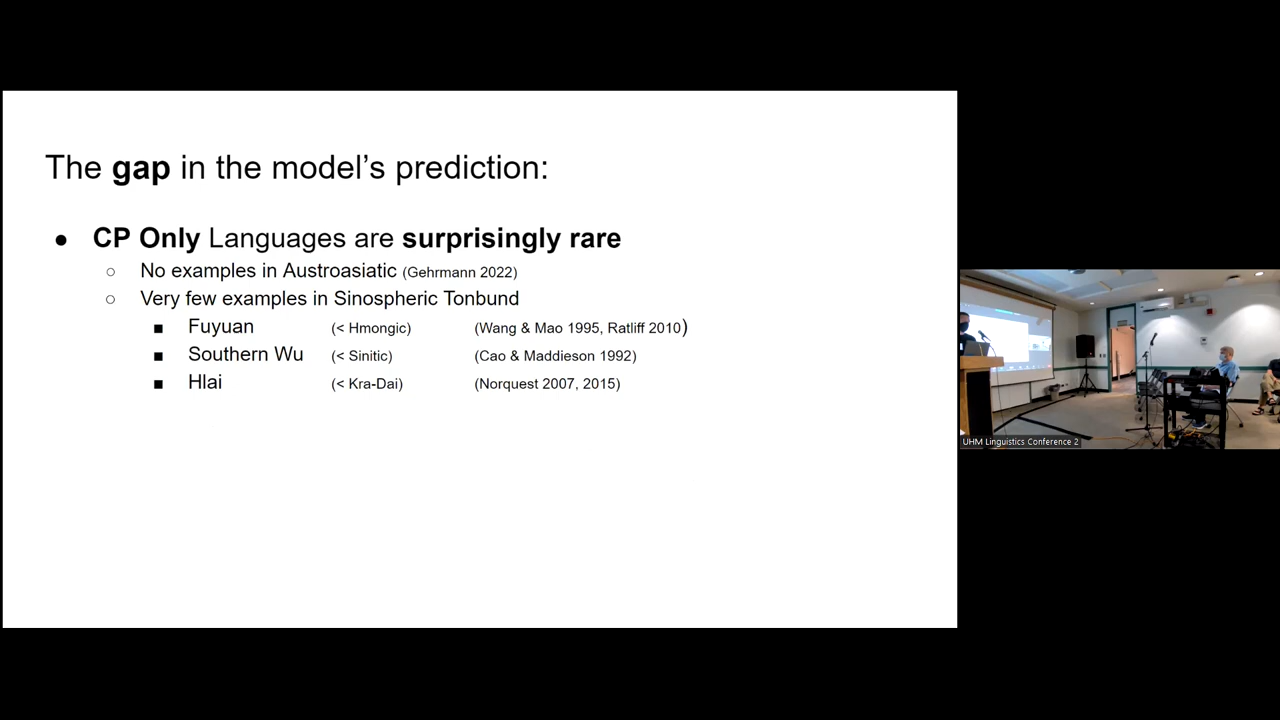 The gap in the model's prediction:
● CP Only Languages are surprisingly rare
○ No examples in Austroasiatic (Gehrmann 2022)
○ Very few examples in Sinospheric Tonbund
■ Fuyuan (< Hmongic) (Wang & Mao 1995, Ratliff 2010)
■ Southern Wu (< Sinitic) (Cao & Maddieson 1992)
■ Hlai (< Kra-Dai) (Norquest 2007, 2015)
UHM Linguistics Conference 2